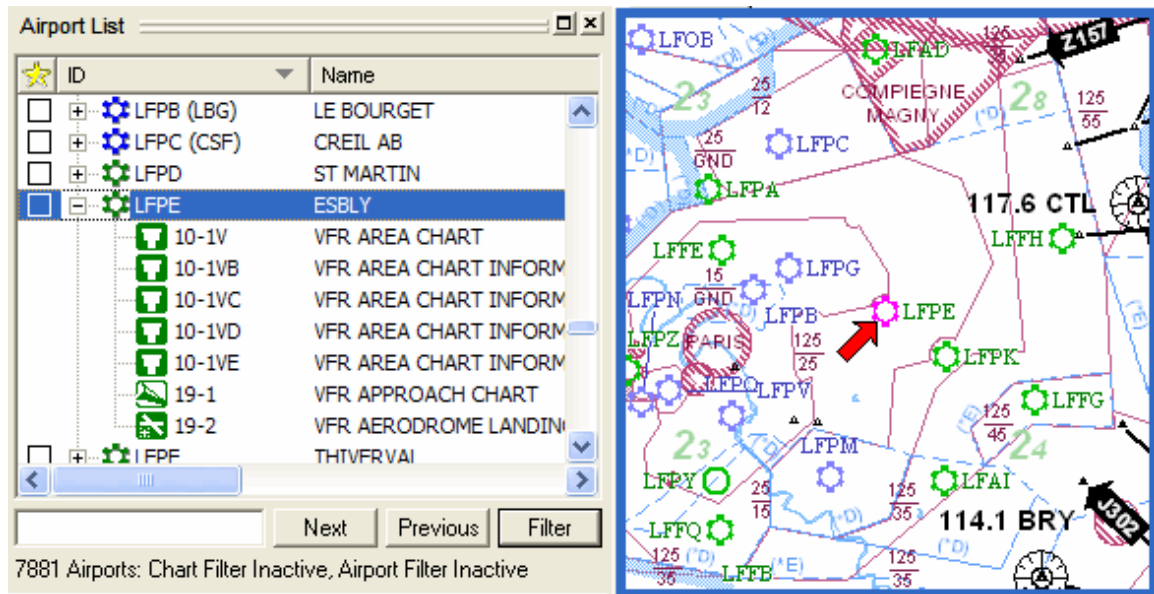 Airport List
ID Name
LFPB (LBG) LE BOURGET
LFPC (CSF) CREIL AB
LFPD ST MARTIN
LFPE ESBLY
10-1V VFR AREA CHART
10-1VB VFR AREA CHART INFORM
10-1VC VFR AREA CHART INFORM
10-1VD VFR AREA CHART INFORM
10-1VE VFR AREA CHART INFORM
19-1 VFR APPROACH CHART
19-2 VFR AERODROME LANDIN
LFPF THIVERVAL
Next Previous Filter
7881 Airports: Chart Filter Inactive, Airport Filter Inactive
LFOB
LFAD
Z157
23
25
12
COMPIEGNE
MAGNY
28
125
55
25
GND
LFPC
(*D)
LFPA
117.6 CTL
LFFE
LFFH
LFPG
15
GND
LFPN
LFPB
LFPE
(*E)
LFPZ
PARIS
125
25
LFPK
LFPV
LFFG
125
45
(*E)
23
LFPM
24
LFPY
LFAI
25
15
125
35
114.1 BRY
J302
LFFQ
(*D)
125
35
(*D)
LFFB
(*E)
125
35
(*D)